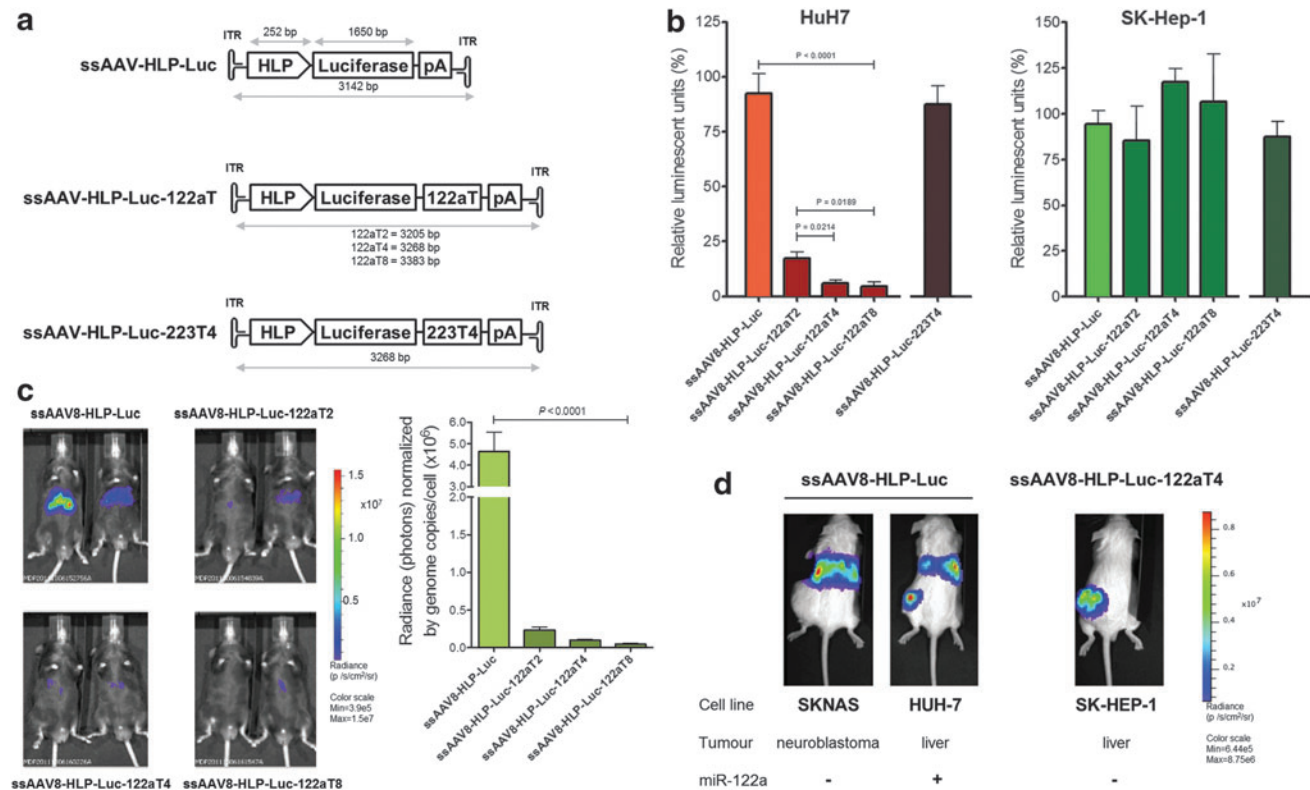 a
252 bp
1650 bp
ITR
ITR
ssAAV-HLP-Luc
HLP
Luciferase
pA
3142 bp
ITR
ITR
ssAAV-HLP-Luc-122aT
HLP
Luciferase
122aT
pA
122aT2 = 3205 bp
122aT4 = 3268 bp
122aT8 = 3383 bp
ITR
ITR
ssAAV-HLP-Luc-223T4
HLP
Luciferase
223T4
pA
3268 bp
b
HuH7
Relative luminescent units (%)
125
100
75
50
25
0
P < 0.0001
P = 0.0189
P = 0.0214
ssAAV8-HLP-Luc
ssAAV8-HLP-Luc-122aT2
ssAAV8-HLP-Luc-122aT4
ssAAV8-HLP-Luc-122aT8
ssAAV8-HLP-Luc-223T4
SK-Hep-1
Relative luminescent units (%)
150
125
100
75
50
25
0
ssAAV8-HLP-Luc
ssAAV8-HLP-Luc-122aT2
ssAAV8-HLP-Luc-122aT4
ssAAV8-HLP-Luc-122aT8
ssAAV8-HLP-Luc-223T4
c
ssAAV8-HLP-Luc
ssAAV8-HLP-Luc-122aT2
ssAAV8-HLP-Luc-122aT4
ssAAV8-HLP-Luc-122aT8
1.5
x10⁷
1.0
0.5
0
Radiance
(p /s/cm²/sr)
Color scale
Min=3.9e5
Max=1.5e7
Radiance (photons) normalized
by genome copies/cell (x10⁶)
P < 0.0001
6.0
5.0
4.0
3.0
2.0
1.5
1.0
0.5
0
ssAAV8-HLP-Luc
ssAAV8-HLP-Luc-122aT2
ssAAV8-HLP-Luc-122aT4
ssAAV8-HLP-Luc-122aT8
d
ssAAV8-HLP-Luc
ssAAV8-HLP-Luc-122aT4
0.8
0.6
x10⁷
0.4
0.2
Radiance
(p /s/cm²/sr)
Color scale
Min=6.44e5
Max=8.75e6
Cell line
SKNAS
HUH-7
SK-HEP-1
Tumour
neuroblastoma
liver
liver
miR-122a
-
+
-